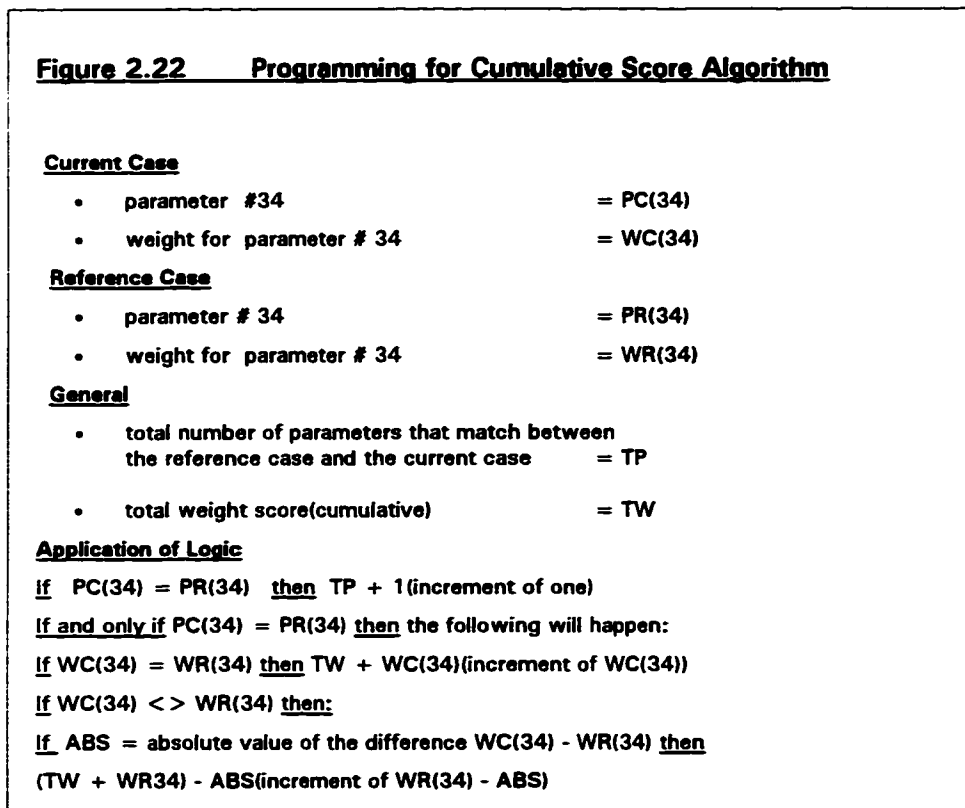 Figure 2.22 Programming for Cumulative Score Algorithm
Current Case
• parameter #34 = PC(34)
• weight for parameter # 34 = WC(34)
Reference Case
• parameter # 34 = PR(34)
• weight for parameter # 34 = WR(34)
General
• total number of parameters that match between
the reference case and the current case = TP
• total weight score(cumulative) = TW
Application of Logic
If PC(34) = PR(34) then TP + 1(increment of one)
If and only if PC(34) = PR(34) then the following will happen:
If WC(34) = WR(34) then TW + WC(34)(increment of WC(34))
If WC(34) < > WR(34) then:
If ABS = absolute value of the difference WC(34) - WR(34) then
(TW + WR34) - ABS(increment of WR(34) - ABS)